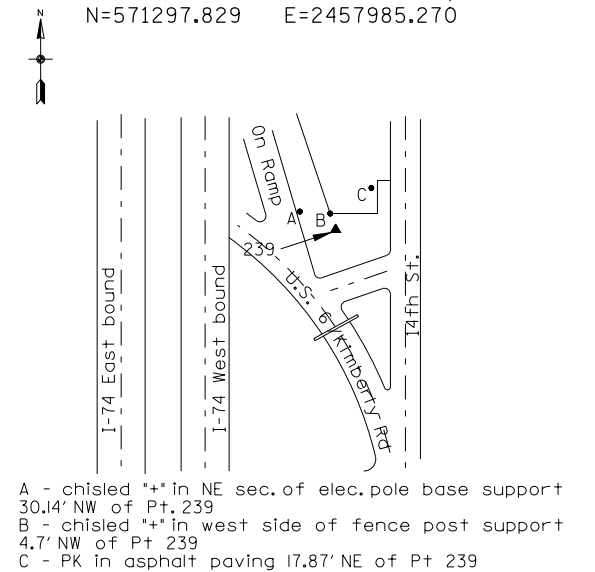 N
N=571297.829 E=2457985.270
On Ramp
C
A
B
239
U.S. 6/Kimberty Rd
14th St.
I-74 East bound
I-74 West bound
A - chisled "+" in NE sec. of elec. pole base support
30.14' NW of Pt. 239
B - chisled "+" in west side of fence post support
4.7' NW of Pt 239
C - PK in asphalt paving 17.87' NE of Pt 239